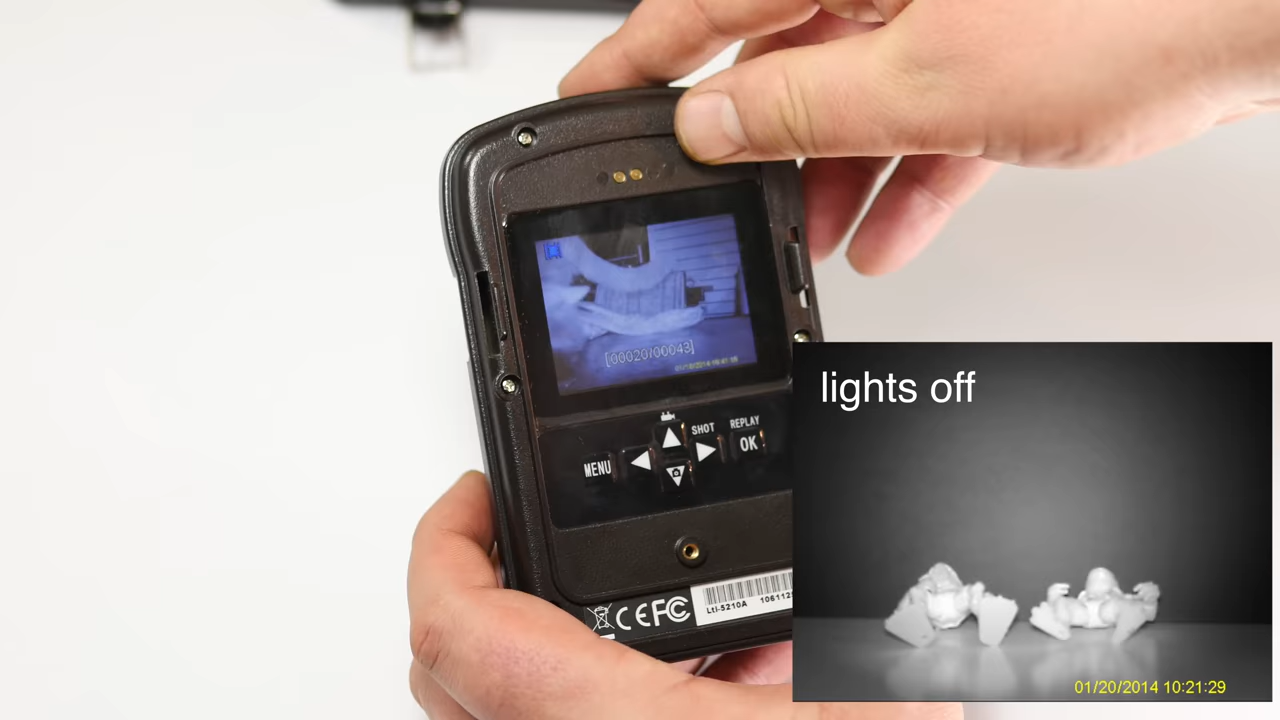 [00020/00043]
lights off
SHOT
REPLAY
MENU
OK
CE FC
Ltl-5210A
01/20/2014 10:21:29